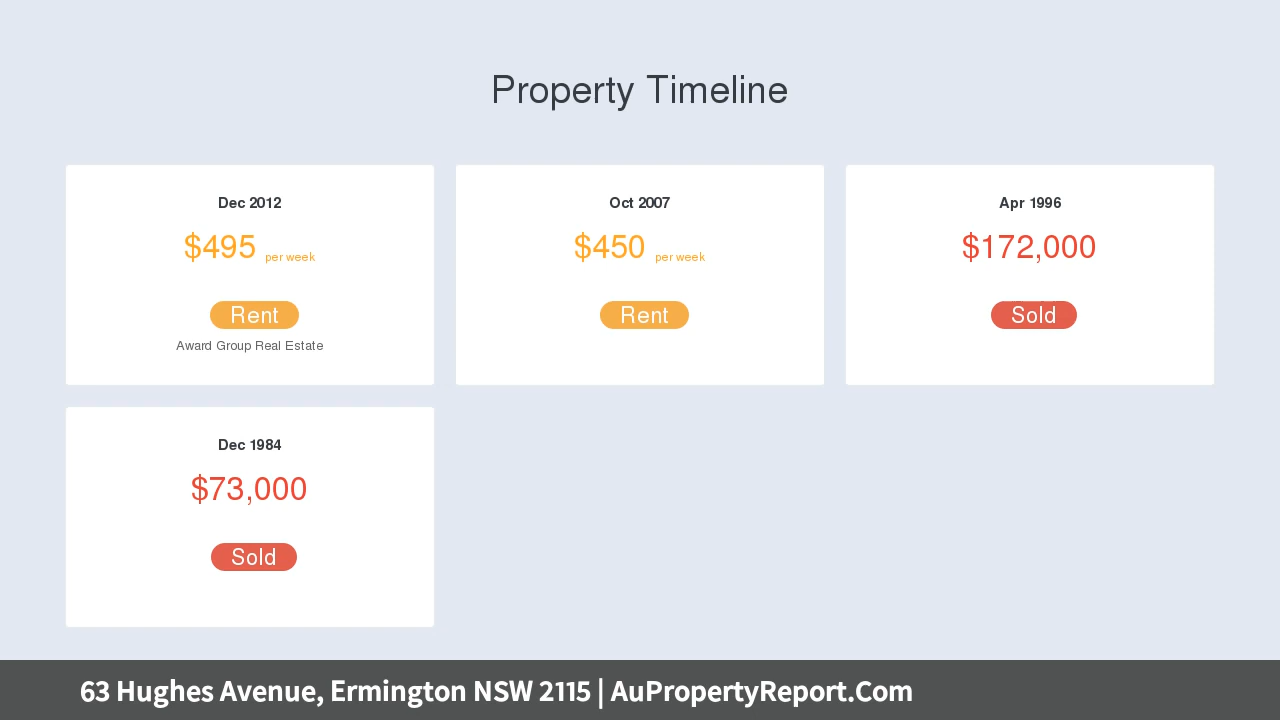 Property Timeline
Dec 2012
$495 per week
Rent
Award Group Real Estate
Oct 2007
$450 per week
Rent
Apr 1996
$172,000
Sold
Dec 1984
$73,000
Sold
63 Hughes Avenue, Ermington NSW 2115 | AuPropertyReport.Com